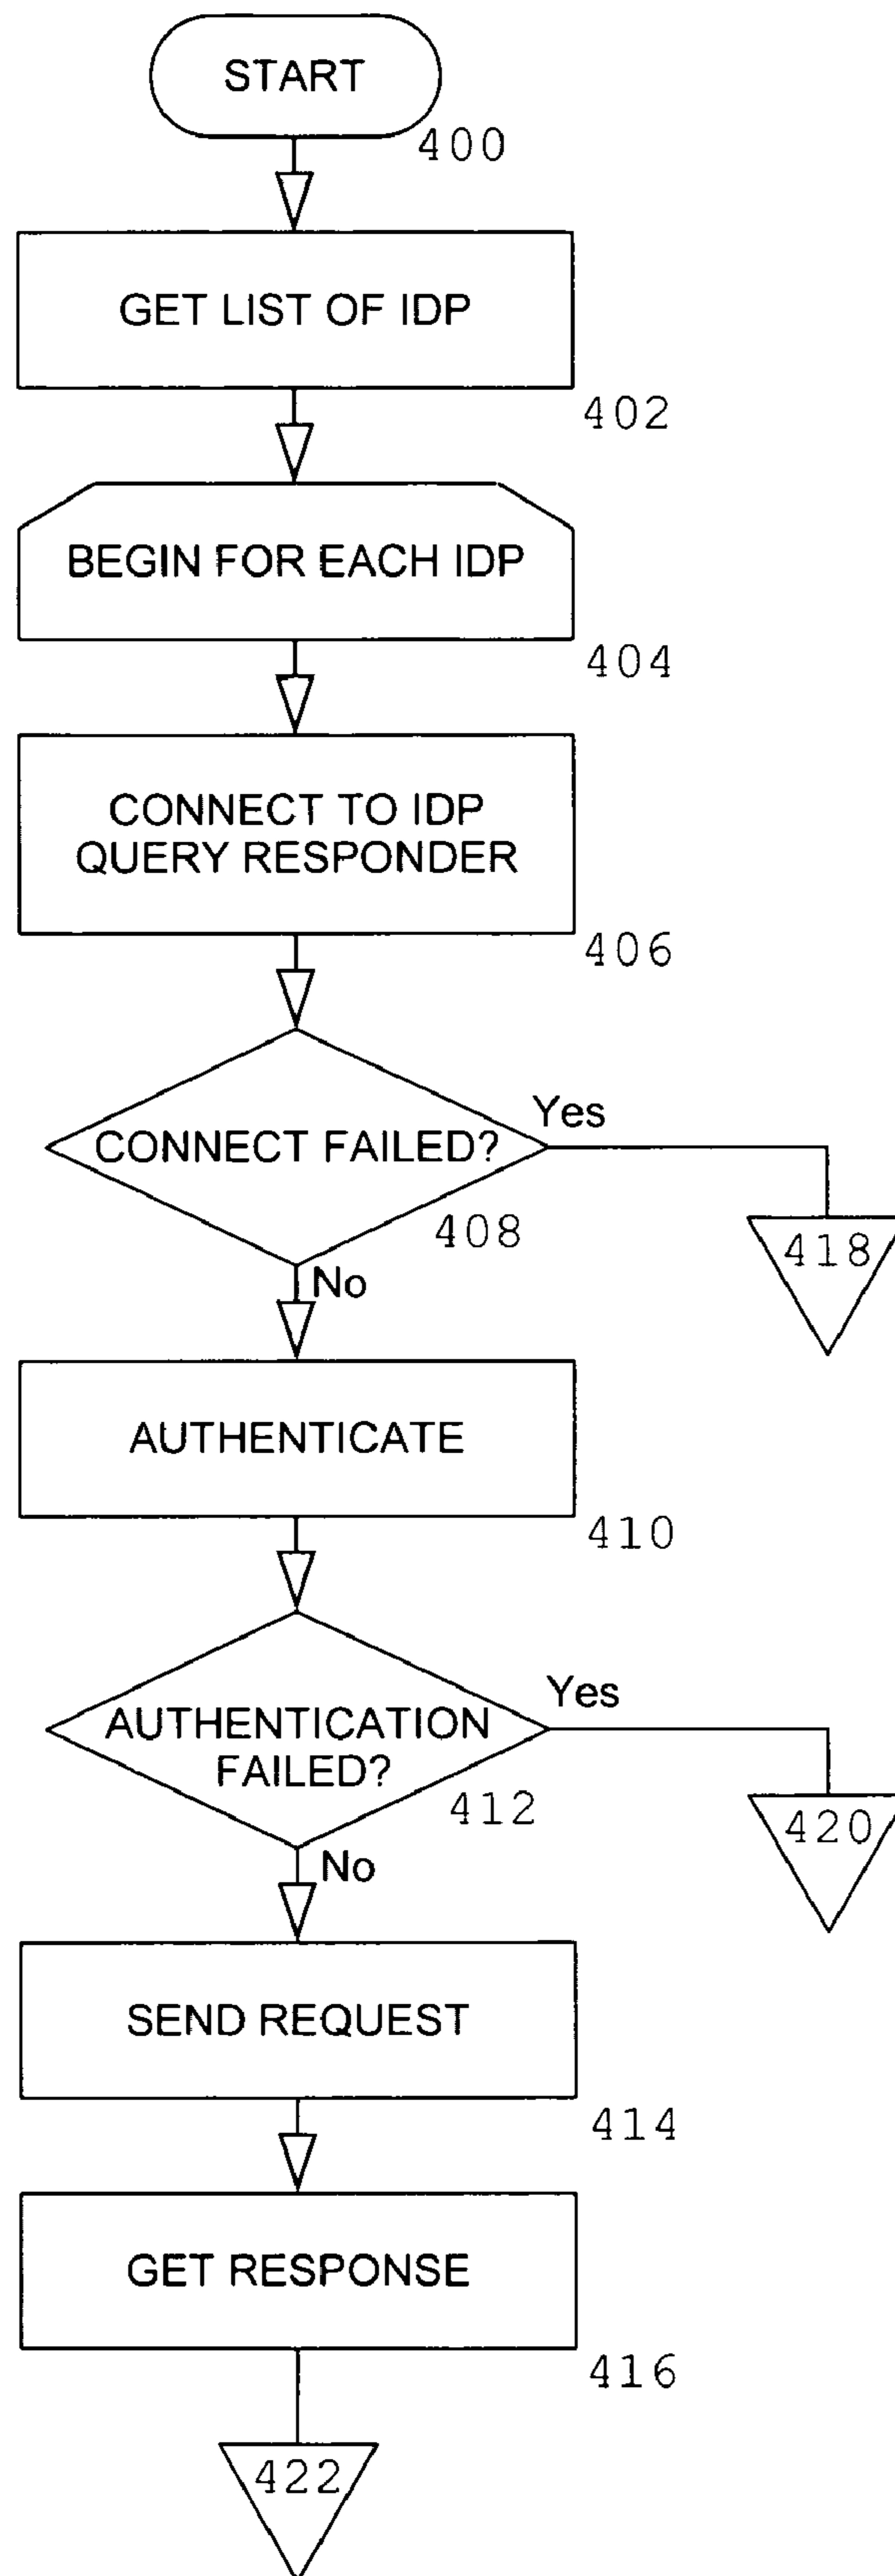 START
400
GET LIST OF IDP
402
BEGIN FOR EACH IDP
404
CONNECT TO IDP
QUERY RESPONDER
406
CONNECT FAILED?
Yes
408
418
No
AUTHENTICATE
410
AUTHENTICATION
FAILED?
Yes
412
420
No
SEND REQUEST
414
GET RESPONSE
416
422